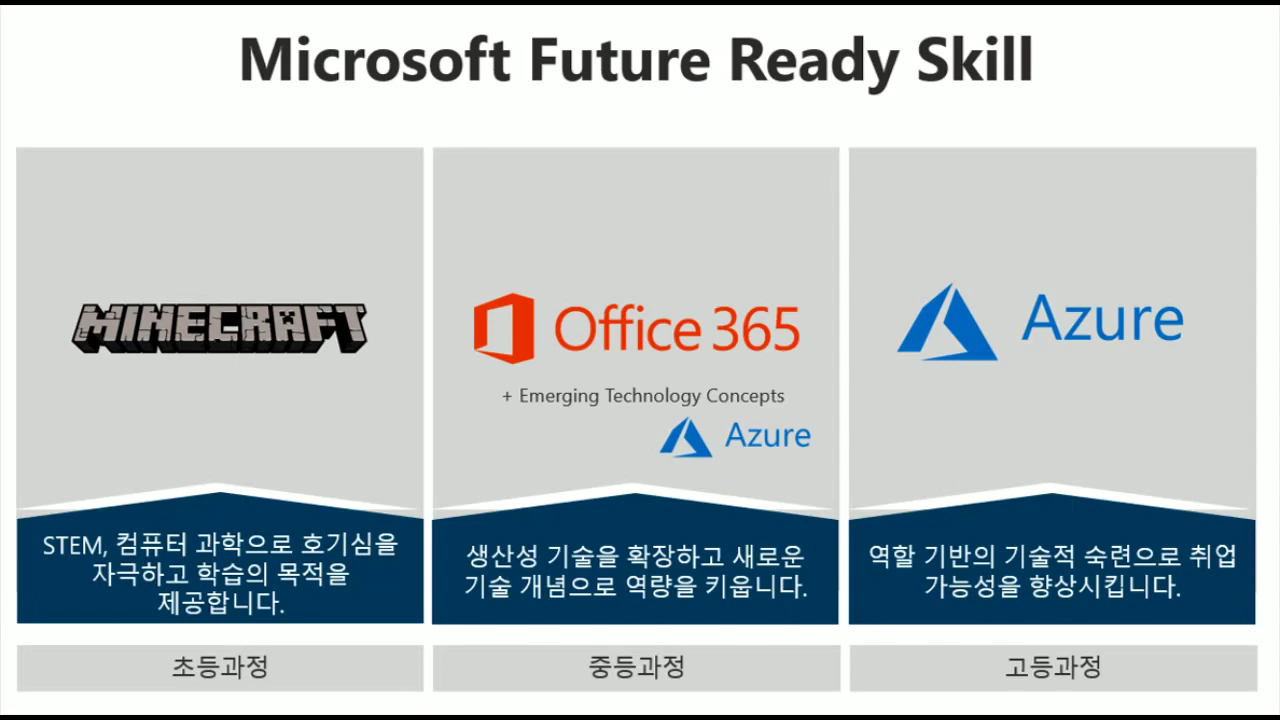 Microsoft Future Ready Skill
MINECRAFT
STEM, 컴퓨터 과학으로 호기심을
자극하고 학습의 목적을
제공합니다.
초등과정
Office 365
+ Emerging Technology Concepts
Azure
생산성 기술을 확장하고 새로운
기술 개념으로 역량을 키웁니다.
중등과정
Azure
역할 기반의 기술적 숙련으로 취업
가능성을 향상시킵니다.
고등과정